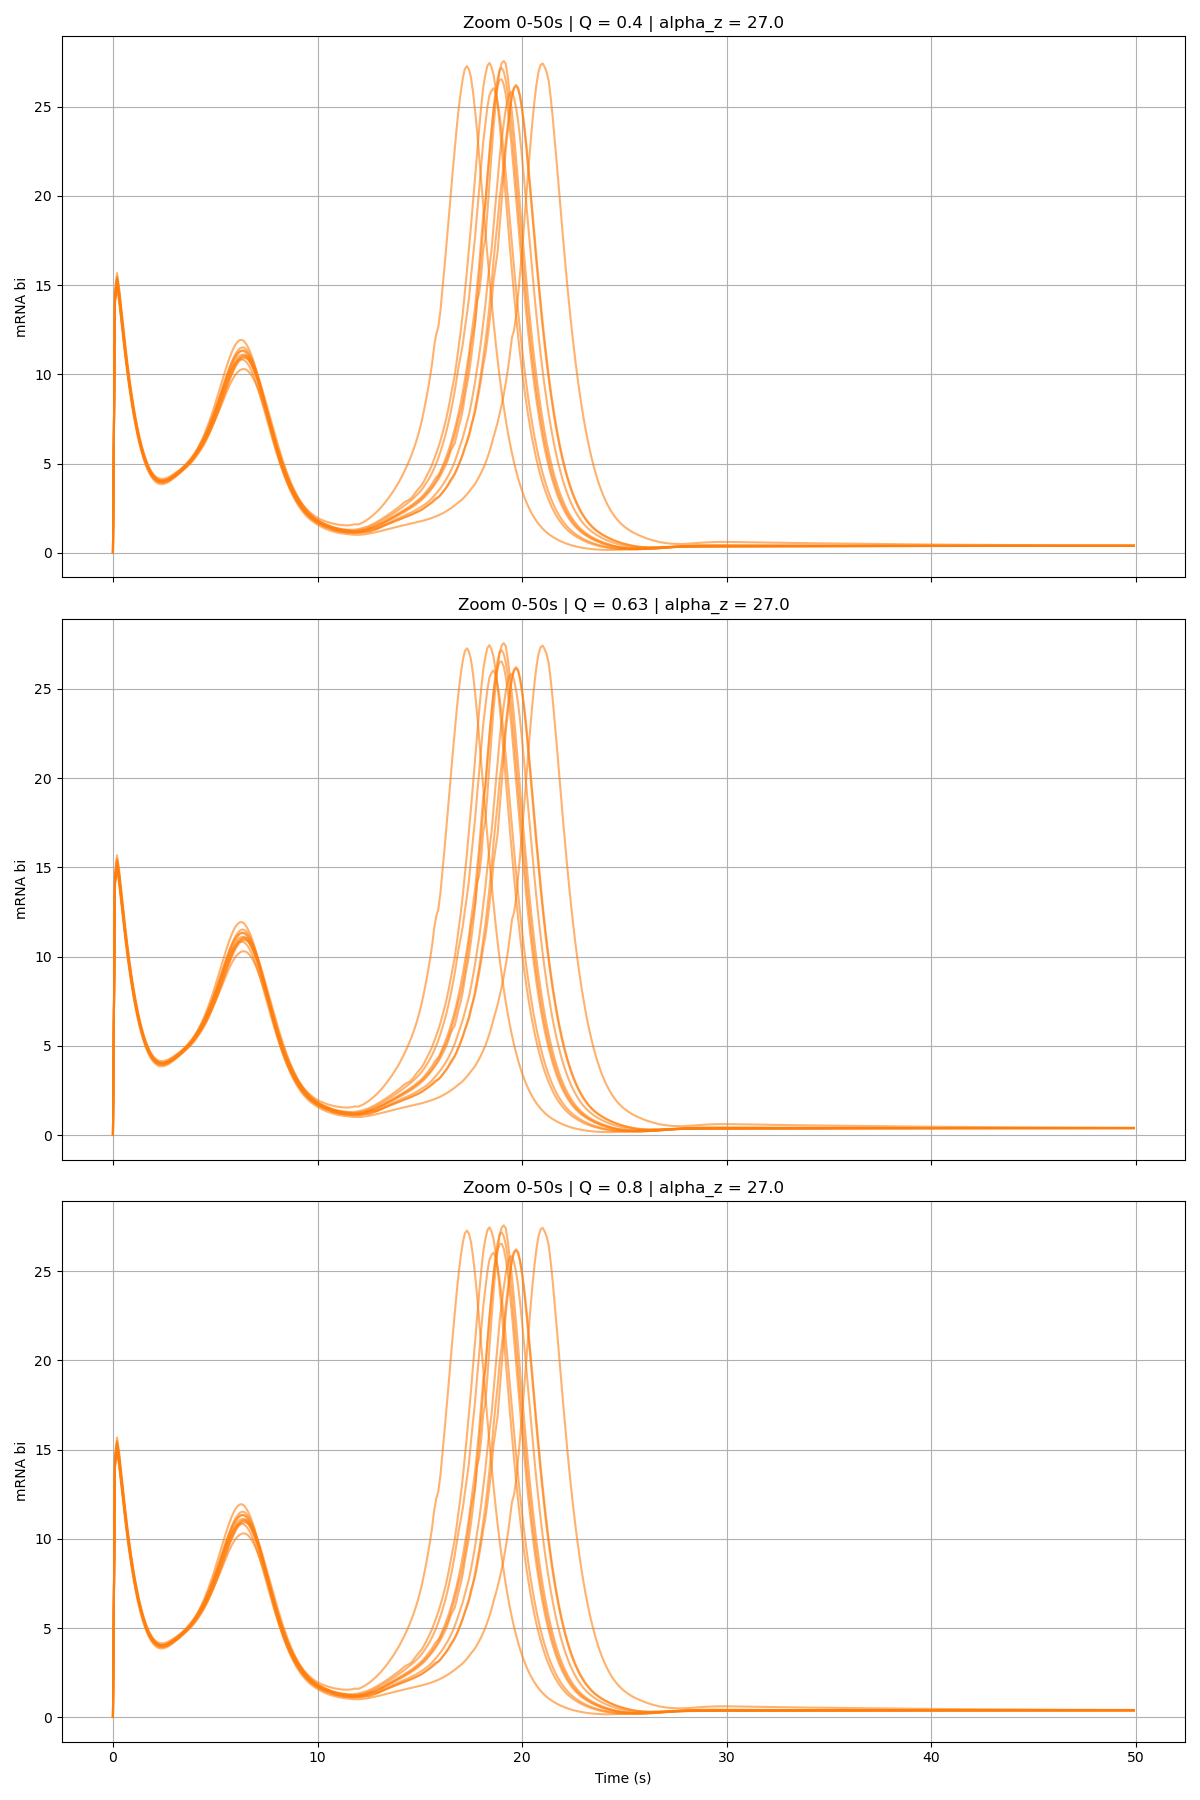 Zoom 0-50s | Q = 0.4 | alpha_z = 27.0
25
20
15
10
5
0
mRNA bi
Zoom 0-50s | Q = 0.63 | alpha_z = 27.0
25
20
15
10
5
0
mRNA bi
Zoom 0-50s | Q = 0.8 | alpha_z = 27.0
25
20
15
10
5
0
mRNA bi
0 10 20 30 40 50
Time (s)